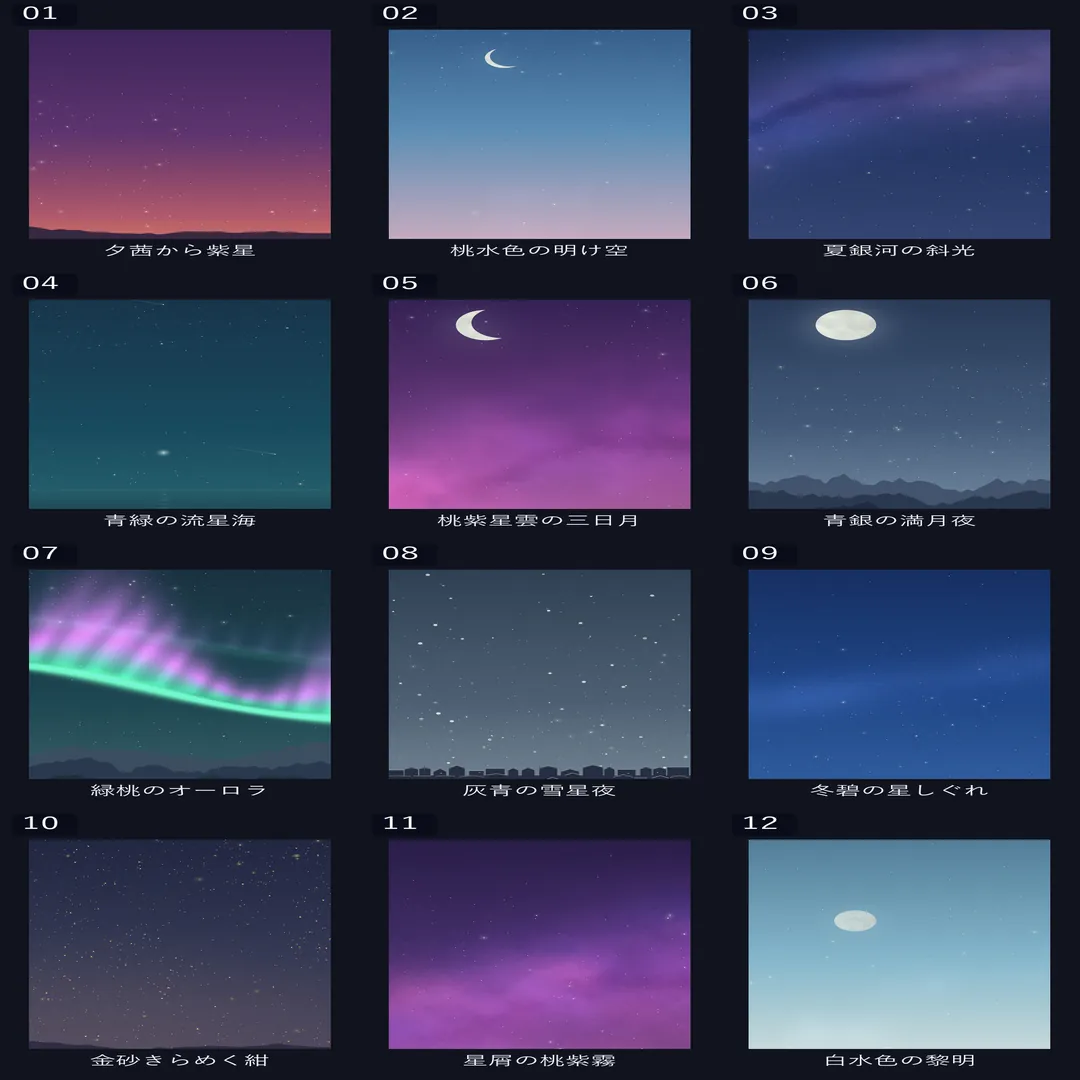 01
02
03
夕茜から紫星
桃水色の明け空
夏銀河の斜光
04
05
06
青緑の流星海
桃紫星雲の三日月
青銀の満月夜
07
08
09
緑桃のオーロラ
灰青の雪星夜
冬碧の星しぐれ
10
11
12
金砂きらめく紺
星屑の桃紫霧
白水色の黎明